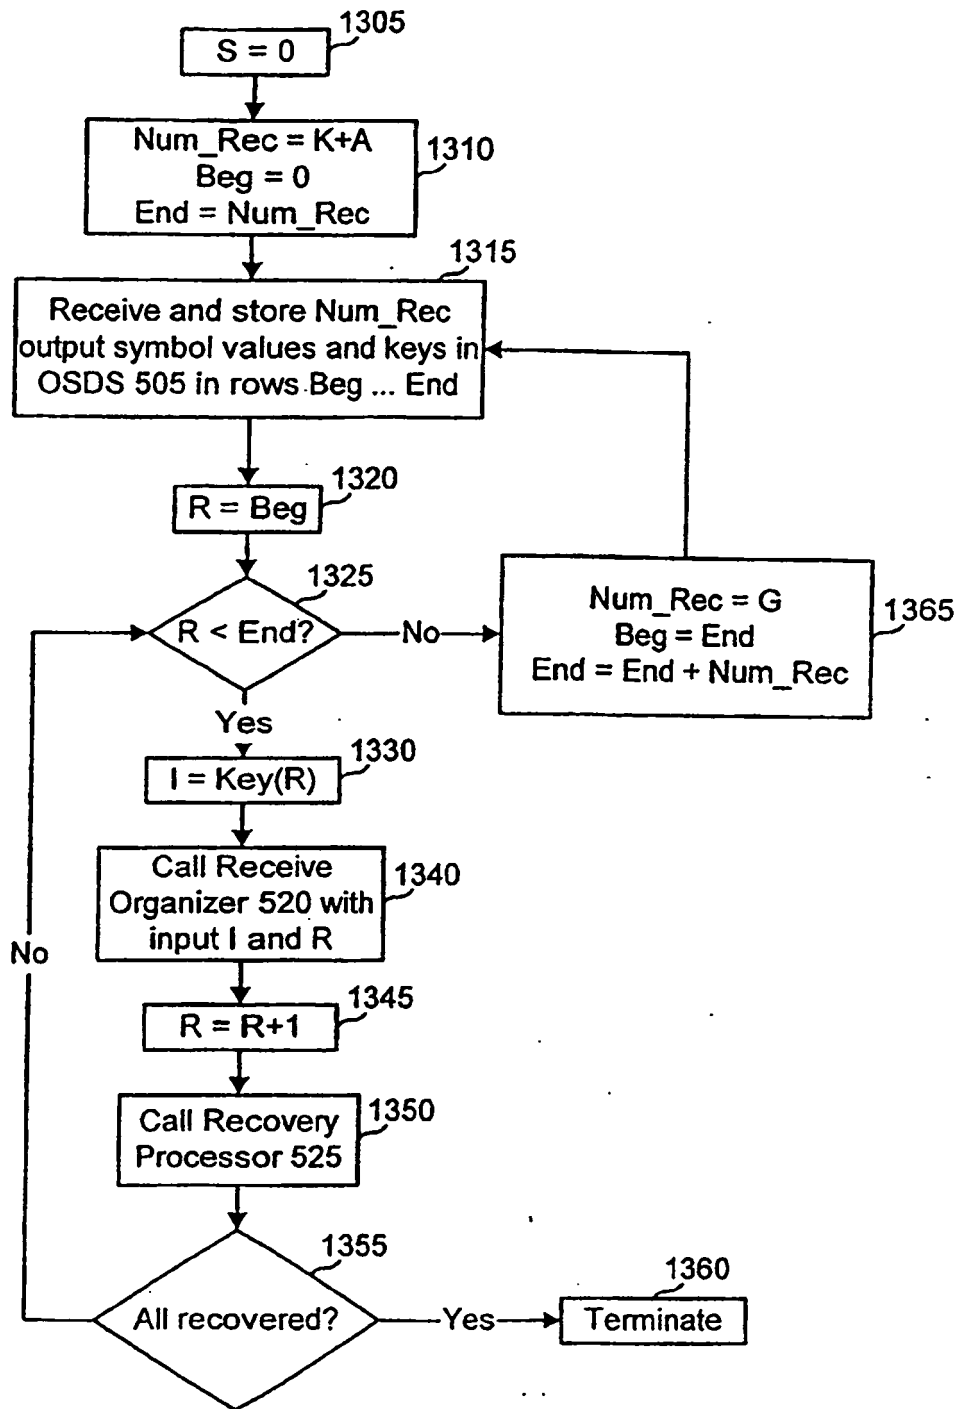 1305
S = 0
Num_Rec = K+A
Beg = 0
End = Num_Rec
1310
1315
Receive and store Num_Rec
output symbol values and keys in
OSDS 505 in rows Beg ... End
1320
R = Beg
1325
R < End?
No
Num_Rec = G
Beg = End
End = End + Num_Rec
1365
Yes
1330
I = Key(R)
Call Receive
Organizer 520 with
input I and R
1340
No
1345
R = R+1
Call Recovery
Processor 525
1350
1355
All recovered?
Yes
1360
Terminate